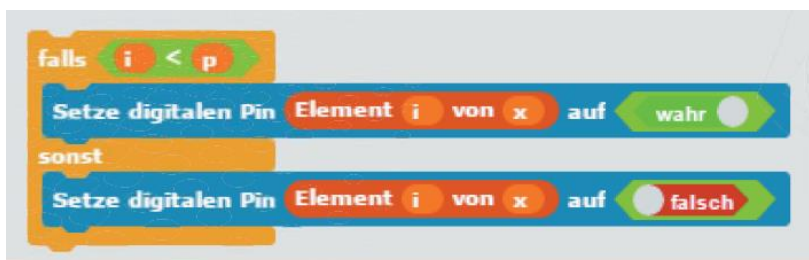 falls i < p
Setze digitalen Pin Element i von x auf wahr
sonst
Setze digitalen Pin Element i von x auf falsch